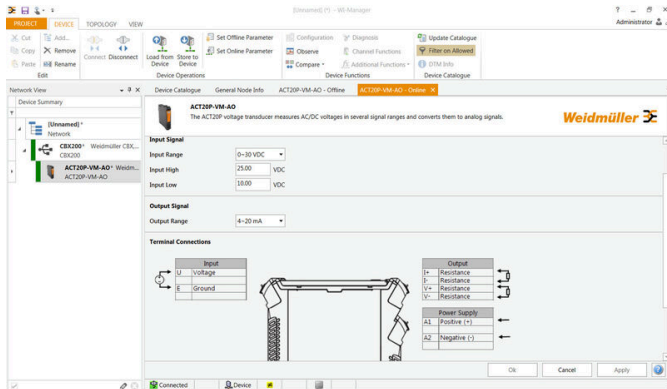 [Unnamed] (*) - WI-Manager
PROJECT DEVICE TOPOLOGY VIEW
Administrator
Cut Add...
Copy Remove
Paste Rename
Edit
Connect Disconnect
Load from Device
Store to Device
Device Operations
Set Offline Parameter
Set Online Parameter
Configuration Diagnosis
Observe Channel Functions
Compare Additional Functions
Device Functions
Update Catalogue
Filter on Allowed
DTM Info
Device Catalogue
Network View
Device Summary
[Unnamed]*
Network
CBX200* Weidmüller CBX...
CBX200
ACT20P-VM-AO* Weidm...
ACT20P-VM-AO
Device Catalogue General Node Info ACT20P-VM-AO - Offline ACT20P-VM-AO - Online
ACT20P-VM-AO
The ACT20P voltage transducer measures AC/DC voltages in several signal ranges and converts them to analog signals.
Weidmüller
Input Signal
Input Range 0~30 VDC
Input High 25.00 VDC
Input Low 10.00 VDC
Output Signal
Output Range 4~20 mA
Terminal Connections
Input
U Voltage
E Ground
Output
I+ Resistance
I- Resistance
V+ Resistance
V- Resistance
Power Supply
A1 Positive (+)
A2 Negative (-)
Ok Cancel Apply
Connected Device